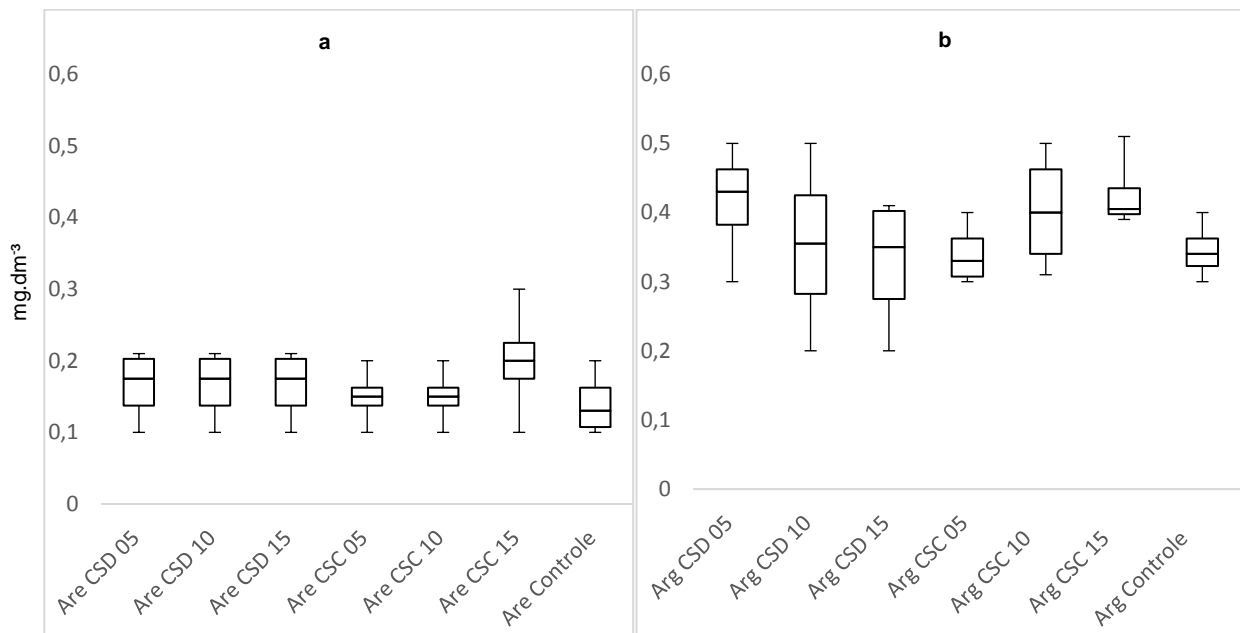 a
0,6
0,5
0,4
0,3
0,2
0,1
0
mg.dm⁻³
Are CSD 05
Are CSD 10
Are CSD 15
Are CSC 05
Are CSC 10
Are CSC 15
Are Controle
b
0,6
0,5
0,4
0,3
0,2
0,1
0
Arg CSD 05
Arg CSD 10
Arg CSD 15
Arg CSC 05
Arg CSC 10
Arg CSC 15
Arg Controle